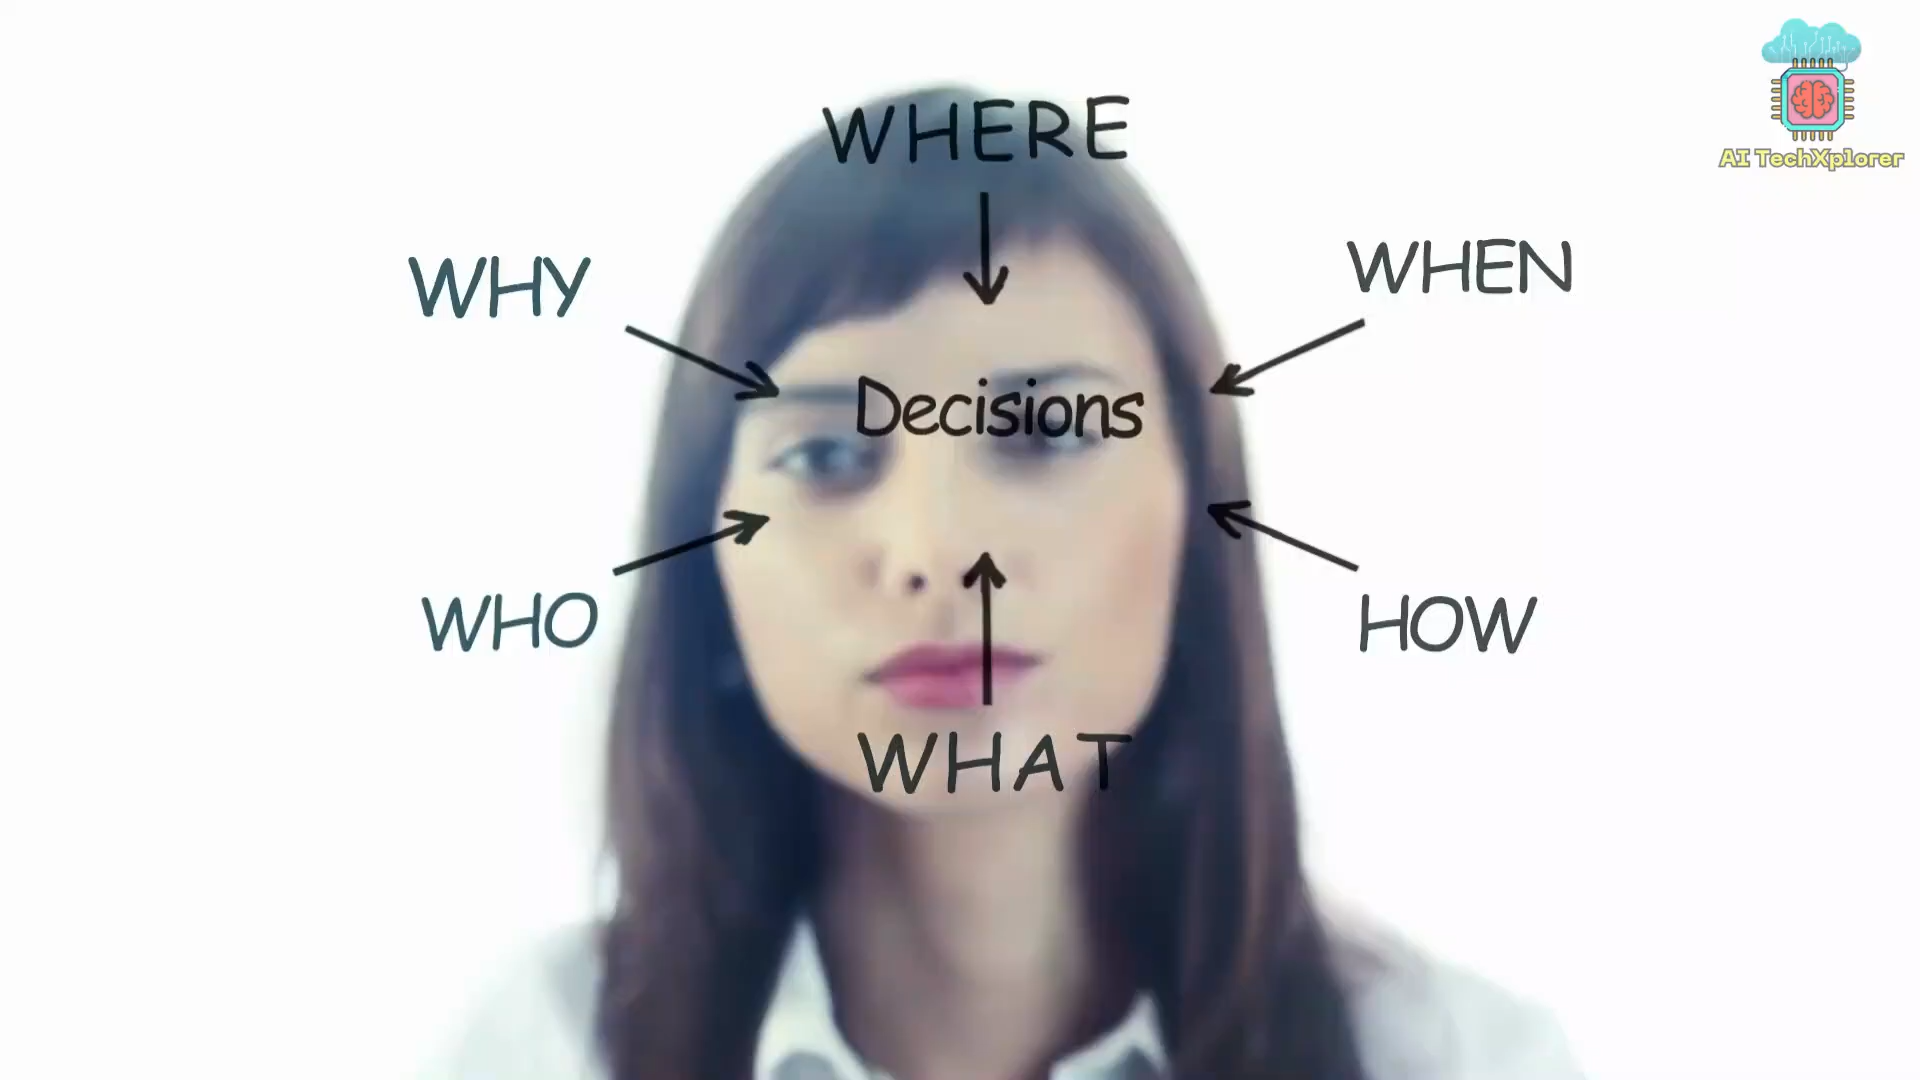 WHERE
AI TechXplorer
WHY
WHEN
Decisions
WHO
HOW
WHAT